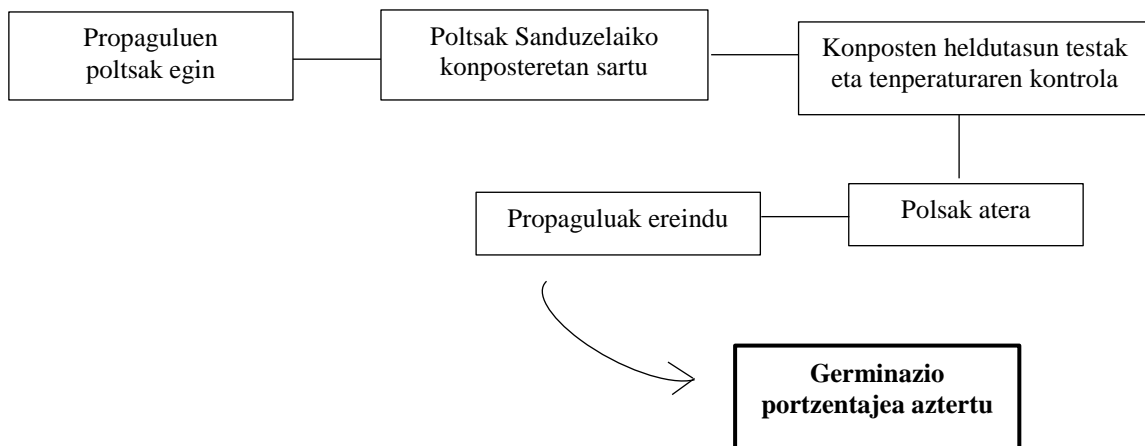 Propaguluen
poltsak egin
Poltsak Sanduzelaiko
konposteretan sartu
Konposten heldutasun testak
eta tenperaturaren kontrola
Polsak atera
Propaguluak ereindu
Germinazio
portzentajea aztertu